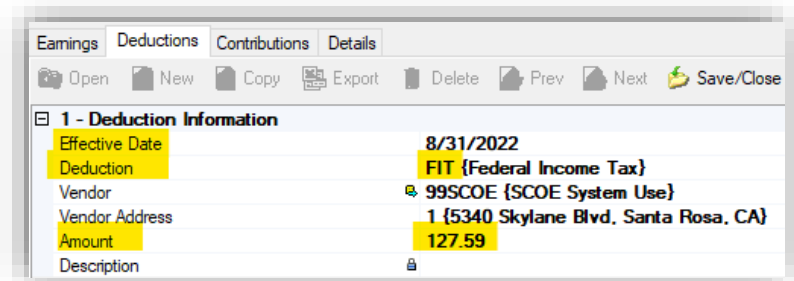 Earnings Deductions Contributions Details
Open New Copy Export Delete Prev Next Save/Close
1 - Deduction Information
Effective Date 8/31/2022
Deduction FIT {Federal Income Tax}
Vendor 99SCOE {SCOE System Use}
Vendor Address 1 {5340 Skylane Blvd, Santa Rosa, CA}
Amount 127.59
Description